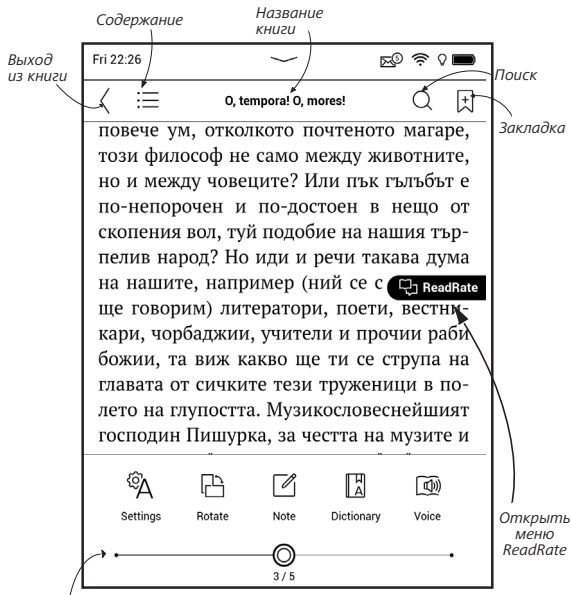 Название
книги
Содержание
Выход
из книги
Fri 22:26
5
Поиск
O, tempora! O, mores!
Закладка
повече ум, отколкото почтеното магаре,
този философ не само между животните,
но и между човеците? Или пък гълъбът е
по-непорочен и по-достоен в нещо от
скопения вол, туй подобие на нашия тър-
пелив народ? Но иди и речи такава дума
на нашите, например (ний се с
ReadRate
ще говорим) литератори, поети, вестни-
кари, чорбаджии, учители и прочии раби
божии, та виж какво ще ти се струпа на
главата от сичките тези труженици в по-
лето на глупостта. Музикословеснейшият
господин Пишурка, за честта на музите и
Settings
Rotate
Note
Dictionary
Voice
Открыть
меню
ReadRate
3 / 5